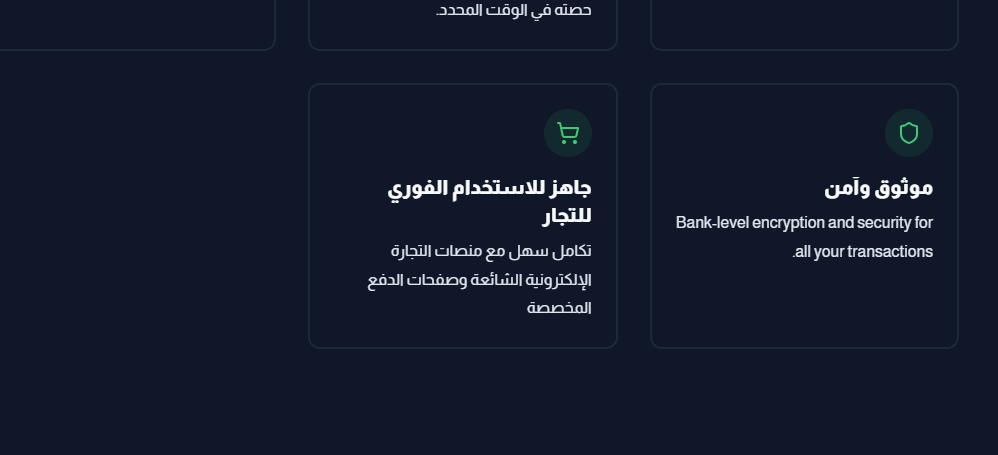 حصته في الوقت المحدد.
موثوق وآمن
Bank-level encryption and security for
all your transactions.
جاهز للاستخدام الفوري
للتجار
تكامل سهل مع منصات التجارة
الإلكترونية الشائعة وصفحات الدفع
المخصصة